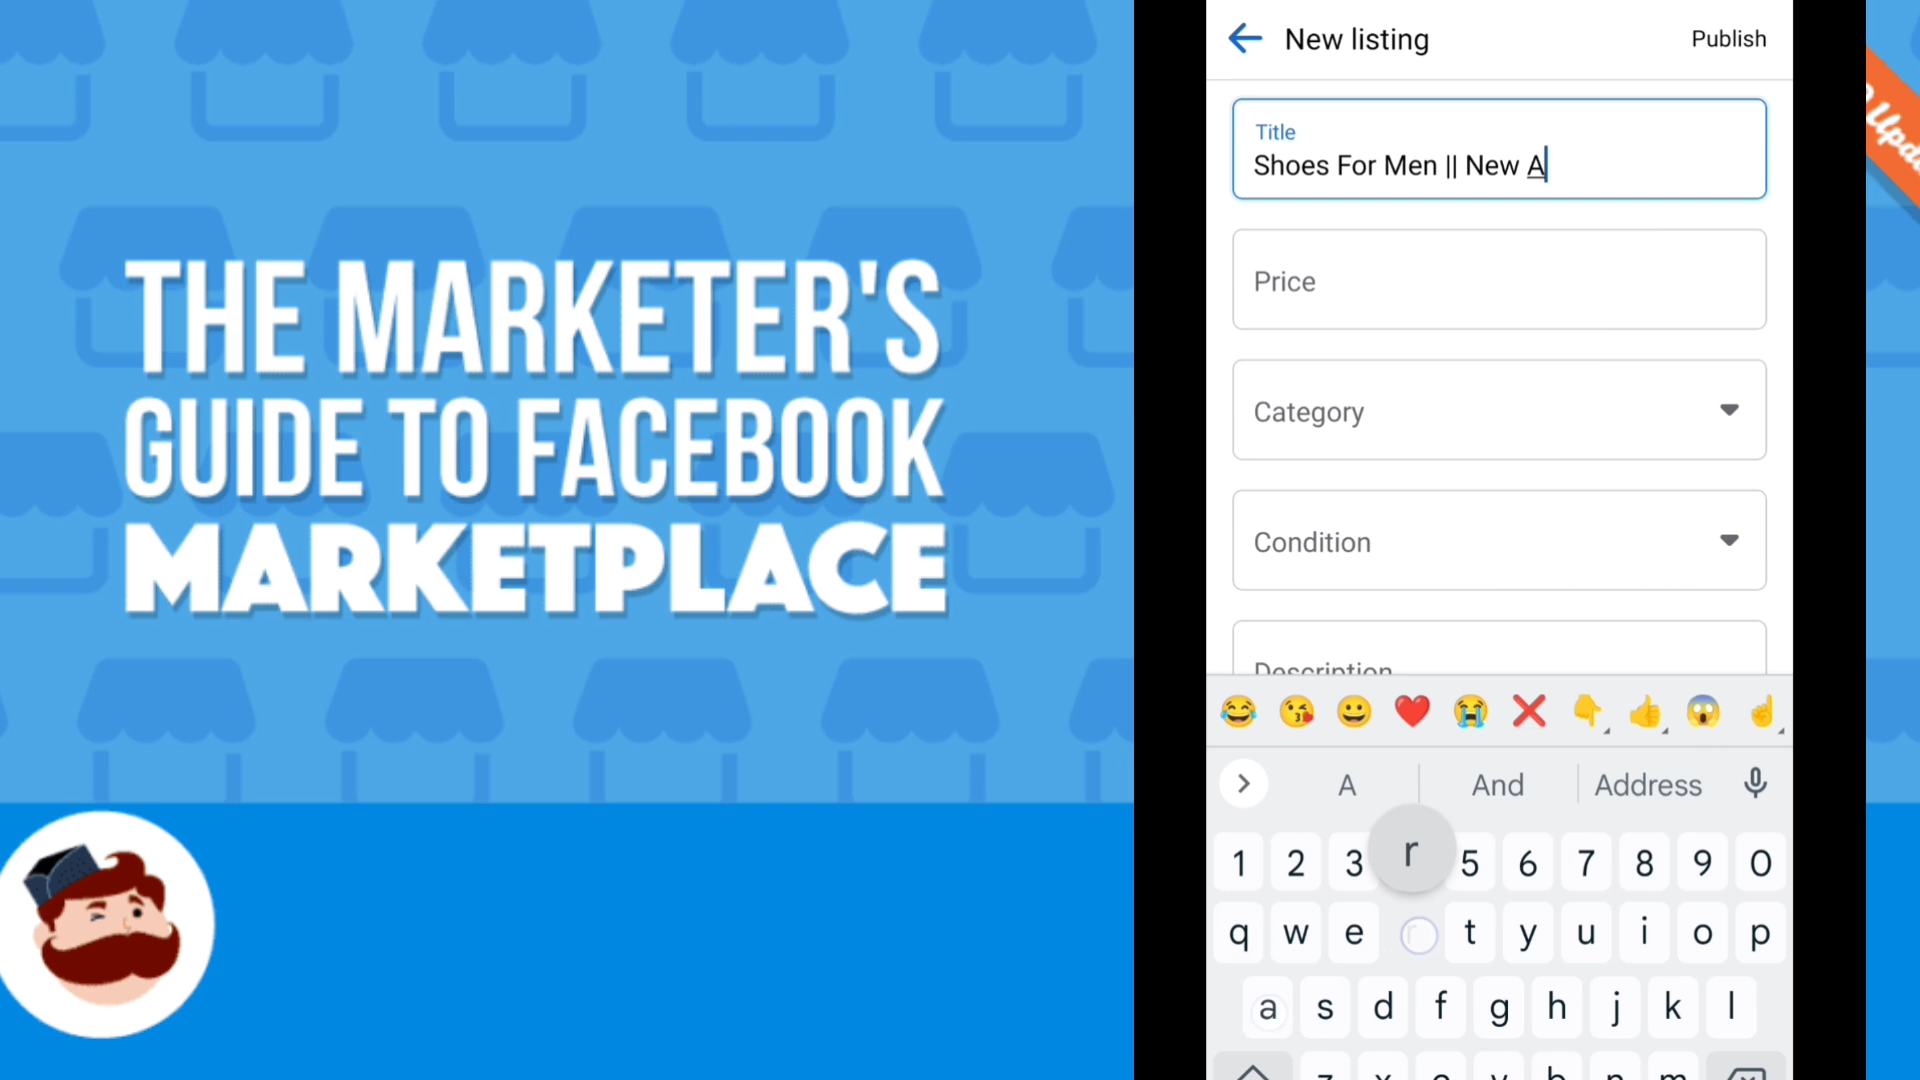 THE MARKETER'S
GUIDE TO FACEBOOK
MARKETPLACE
New listing
Publish
Title
Shoes For Men || New A
Price
Category
Condition
Description
A And Address
r
1 2 3 5 6 7 8 9 0
q w e r t y u i o p
a s d f g h j k l
z x c v b n m